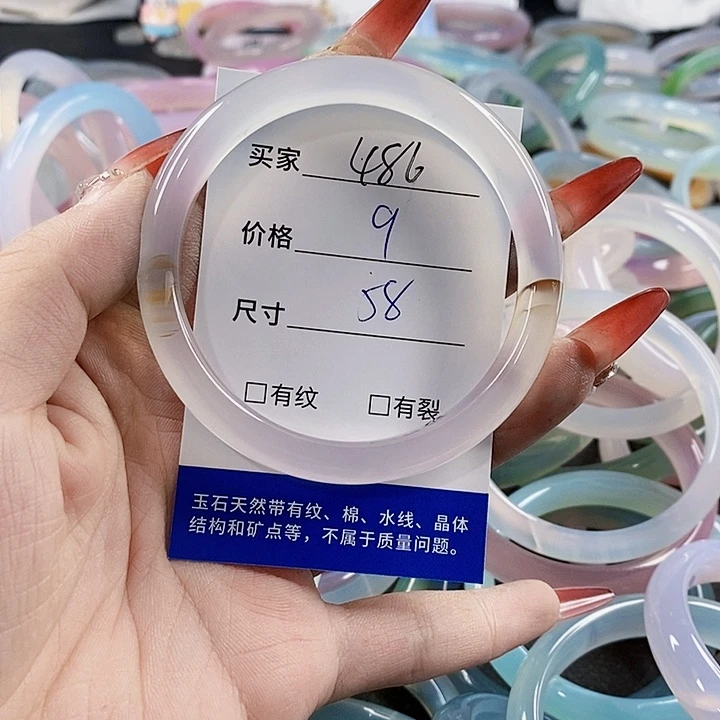 买家 486
价格 9
尺寸 58
□有纹 □有裂
玉石天然带有纹、棉、水线、晶体
结构和矿点等，不属于质量问题。